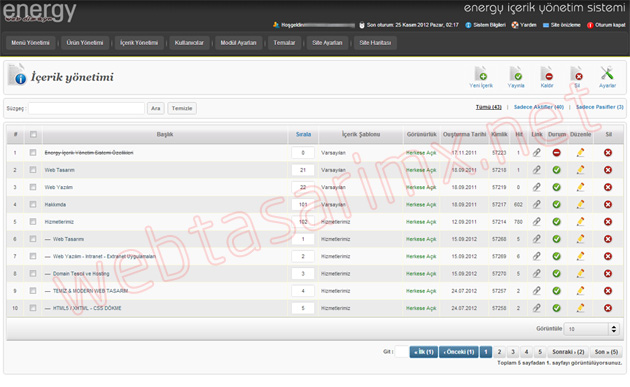 energy
web dizayn
energy içerik yönetim sistemi
Hoşgeldin Son oturum: 25 Kasım 2012 Pazar, 02:17 Sistem Bilgileri Yardım Site önizleme Oturum kapat
Menü Yönetimi Ürün Yönetimi İçerik Yönetimi Kullanıcılar Modül Ayarları Temalar Site Ayarları Site Haritası
İçerik yönetimi
Yeni İçerik Yayınla Kaldır Sil Ayarlar
Süzgeç: Ara Temizle Tümü (43) | Sadece Aktifler (40) | Sadece Pasifler (3)
# Başlık Sırala İçerik Şablonu Görünürlük Oluşturma Tarihi Kimlik Hit Link Durum Düzenle Sil
1 Energy İçerik Yönetim Sistemi Özellikleri 0 Varsayılan Herkese Açık 17.11.2011 57223 1
2 Web Tasarım 21 Varsayılan Herkese Açık 18.09.2011 57218 1
3 Web Yazılım 22 Varsayılan Herkese Açık 18.09.2011 57219 0
4 Hakkımda 101 Varsayılan Herkese Açık 18.09.2011 57217 602
5 Hizmetlerimiz 102 Hizmetlerimiz Herkese Açık 12.09.2011 57214 780
6 — Web Tasarımı 1 Hizmetlerimiz Herkese Açık 15.09.2012 57268 5
7 — Web Yazılım - Intranet - Extranet Uygulamaları 2 Hizmetlerimiz Herkese Açık 15.09.2012 57269 6
8 — Domain Tescil ve Hosting 3 Hizmetlerimiz Herkese Açık 15.09.2012 57270 5
9 — TEMİZ & MODERN WEB TASARIM 4 Hizmetlerimiz Herkese Açık 24.07.2012 57257 2
10 — HTML5 / XHTML - CSS DÖKME 5 Hizmetlerimiz Herkese Açık 24.07.2012 57258 2
webtasarimx.net
Görüntüle 10
Git : « İlk (1) ‹ Önceki (1) 1 2 3 4 5 Sonraki › (2) Son » (5)
Toplam 5 sayfadan 1. sayfayı görüntülüyorsunuz.